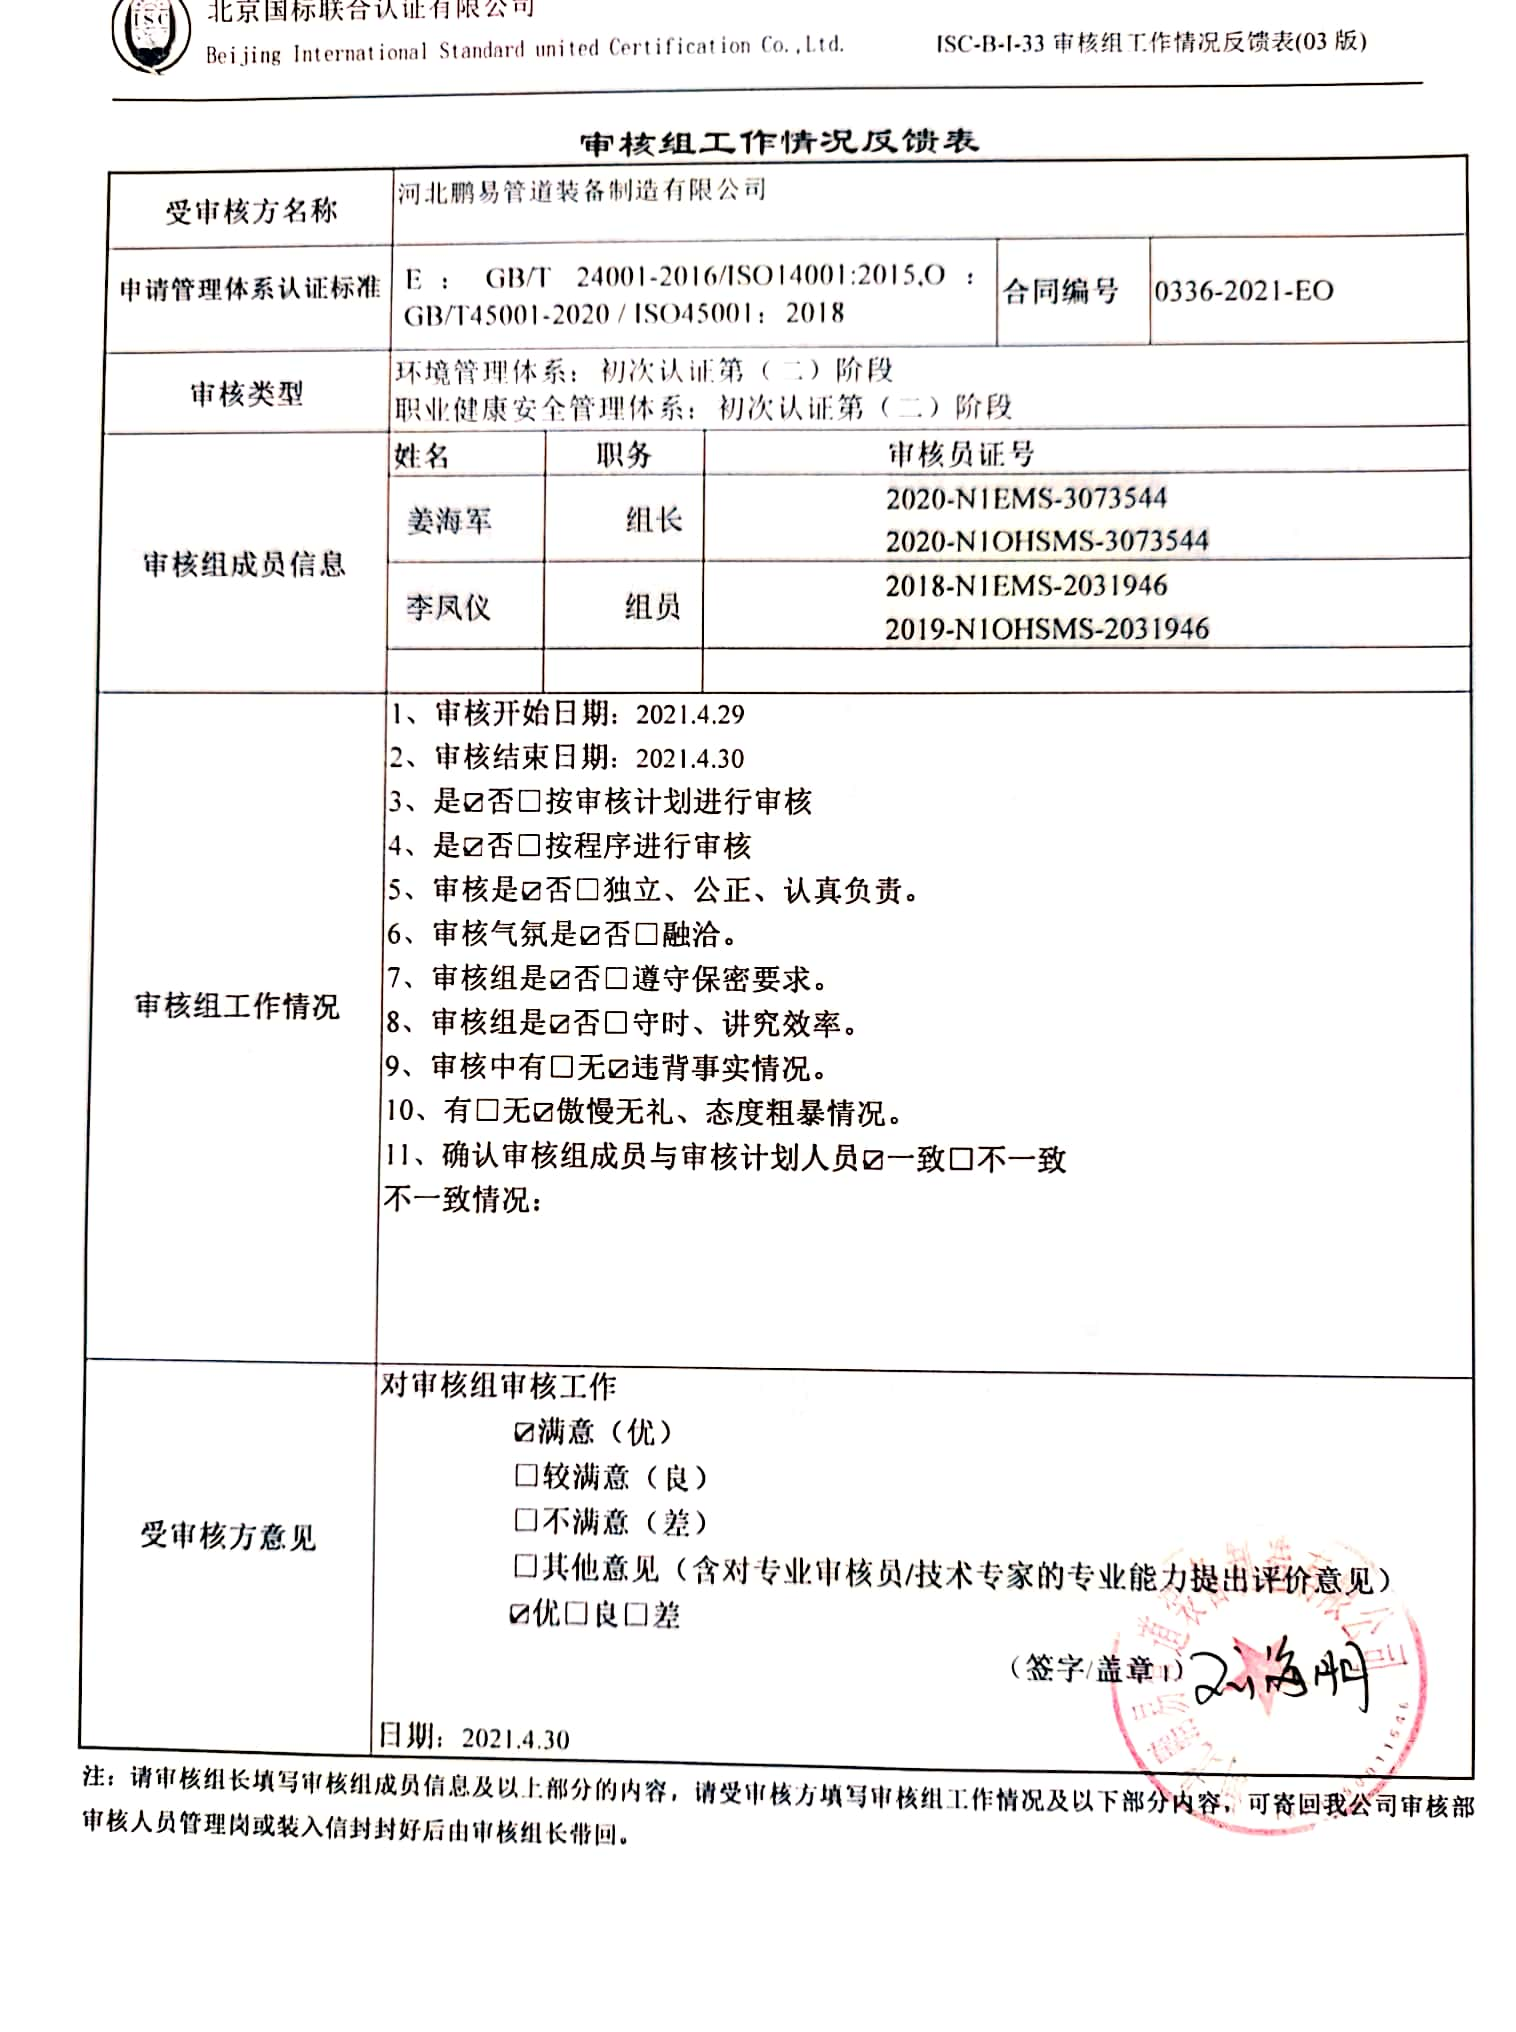 ISC
北京国标联合认证有限公司
Beijing International Standard united Certification Co.,Ltd.
ISC-B-I-33 审核组工作情况反馈表(03 版)
审核组工作情况反馈表
受审核方名称
河北鹏易管道装备制造有限公司
申请管理体系认证标准
E : GB/T 24001-2016/ISO14001:2015,O :
GB/T45001-2020 / ISO45001：2018
合同编号
0336-2021-EO
审核类型
环境管理体系：初次认证第（二）阶段
职业健康安全管理体系：初次认证第（二）阶段
审核组成员信息
姓名 职务 审核员证号
姜海军 组长 2020-N1EMS-3073544
2020-N1OHSMS-3073544
李凤仪 组员 2018-N1EMS-2031946
2019-N1OHSMS-2031946
审核组工作情况
1、审核开始日期：2021.4.29
2、审核结束日期：2021.4.30
3、是☑否□按审核计划进行审核
4、是☑否□按程序进行审核
5、审核是☑否□独立、公正、认真负责。
6、审核气氛是☑否□融洽。
7、审核组是☑否□遵守保密要求。
8、审核组是☑否□守时、讲究效率。
9、审核中有□无☑违背事实情况。
10、有□无☑傲慢无礼、态度粗暴情况。
11、确认审核组成员与审核计划人员☑一致□不一致
不一致情况：
受审核方意见
对审核组审核工作
☑满意（优）
□较满意（良）
□不满意（差）
□其他意见（含对专业审核员/技术专家的专业能力提出评价意见）
☑优□良□差
（签字/盖章）
日期：2021.4.30
注：请审核组长填写审核组成员信息及以上部分的内容，请受审核方填写审核组工作情况及以下部分内容，可寄回我公司审核部
审核人员管理岗或装入信封封好后由审核组长带回。